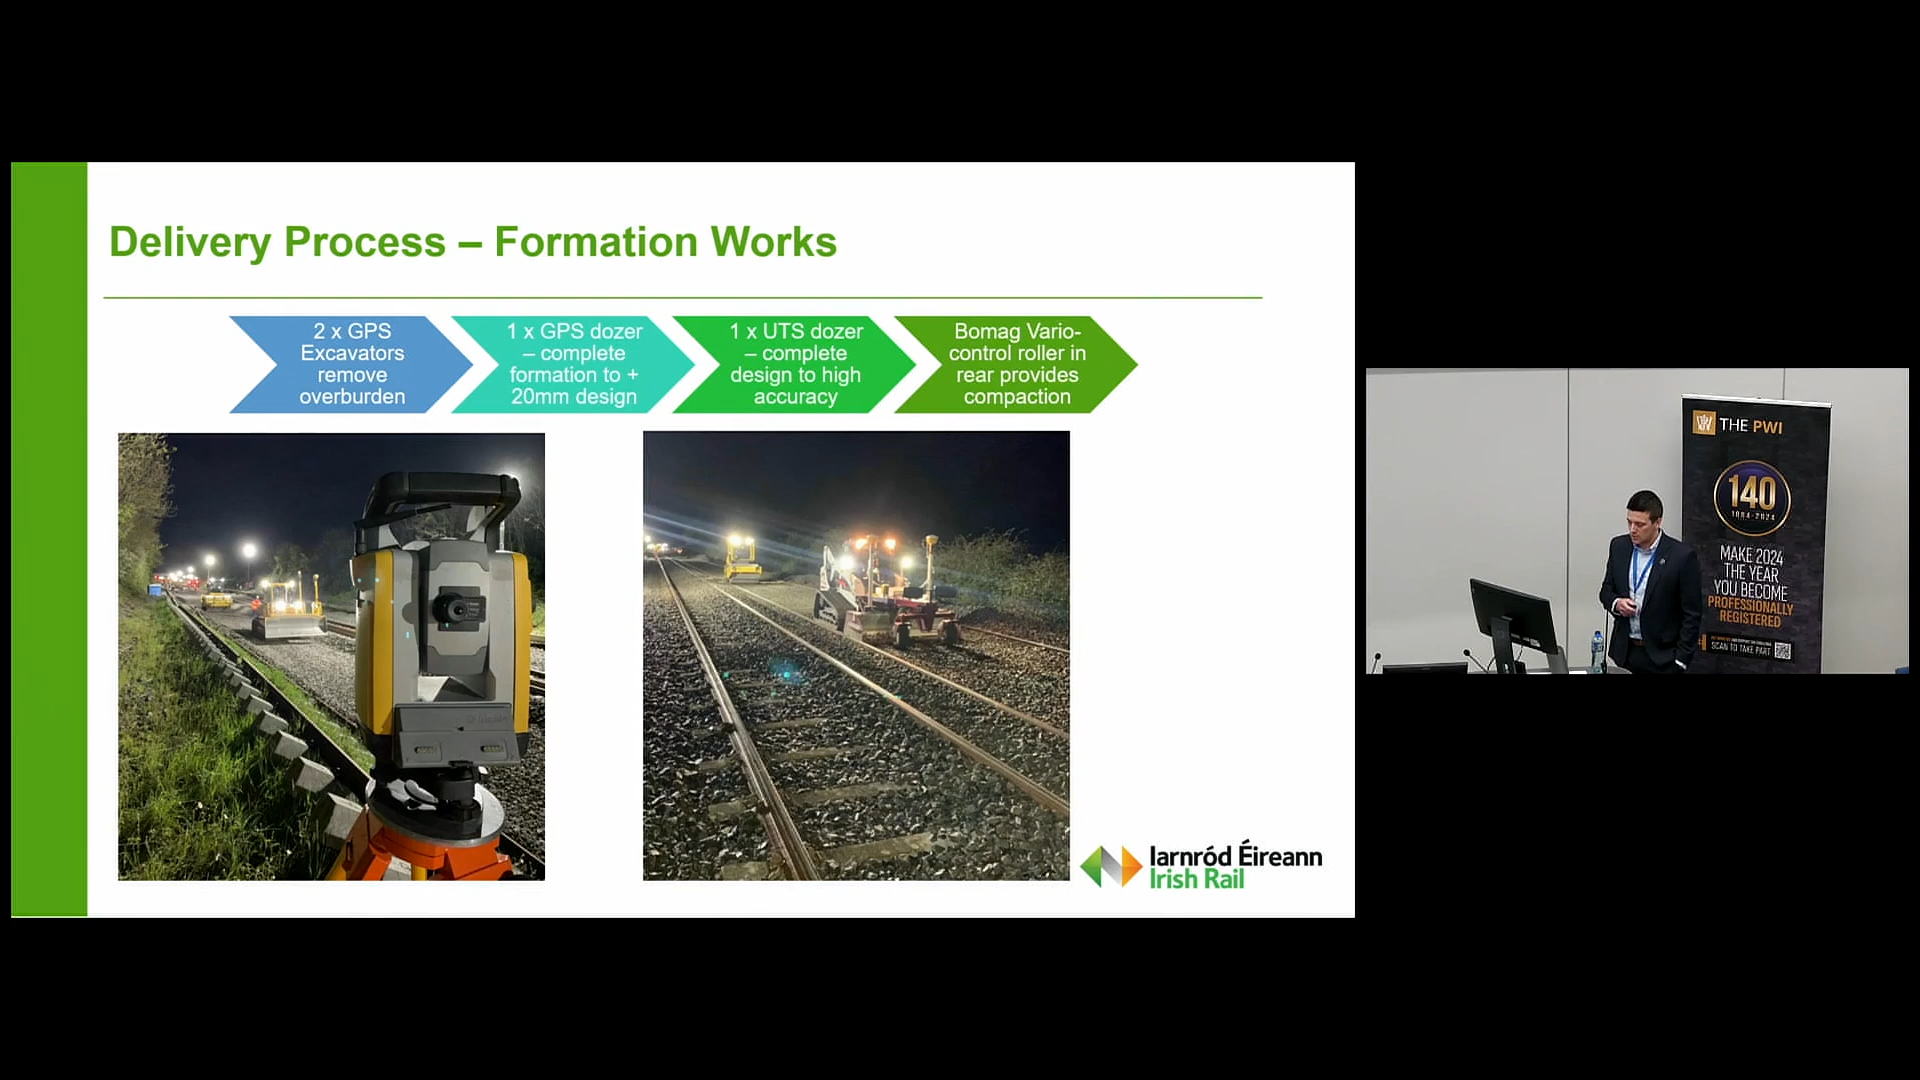 Delivery Process – Formation Works
2 x GPS
Excavators
remove
overburden
1 x GPS dozer
– complete
formation to +
20mm design
1 x UTS dozer
– complete
design to high
accuracy
Bomag Vario-
control roller in
rear provides
compaction
Iarnród Éireann
Irish Rail
THE PWI
140
1884-2024
MAKE 2024
THE YEAR
YOU BECOME
PROFESSIONALLY
REGISTERED
SCAN TO TAKE PART